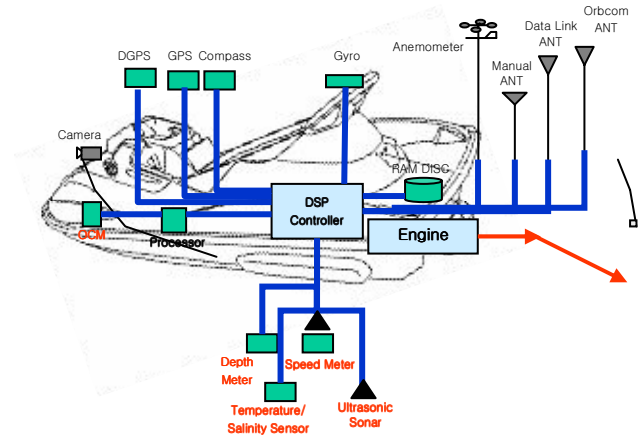 Orbcom
ANT
Data Link
ANT
Anemometer
Manual
ANT
DGPS
GPS
Compass
Gyro
Camera
RAM DISC
DSP
Controller
OCM
Processor
Engine
Depth
Meter
Speed Meter
Temperature/
Salinity Sensor
Ultrasonic
Sonar